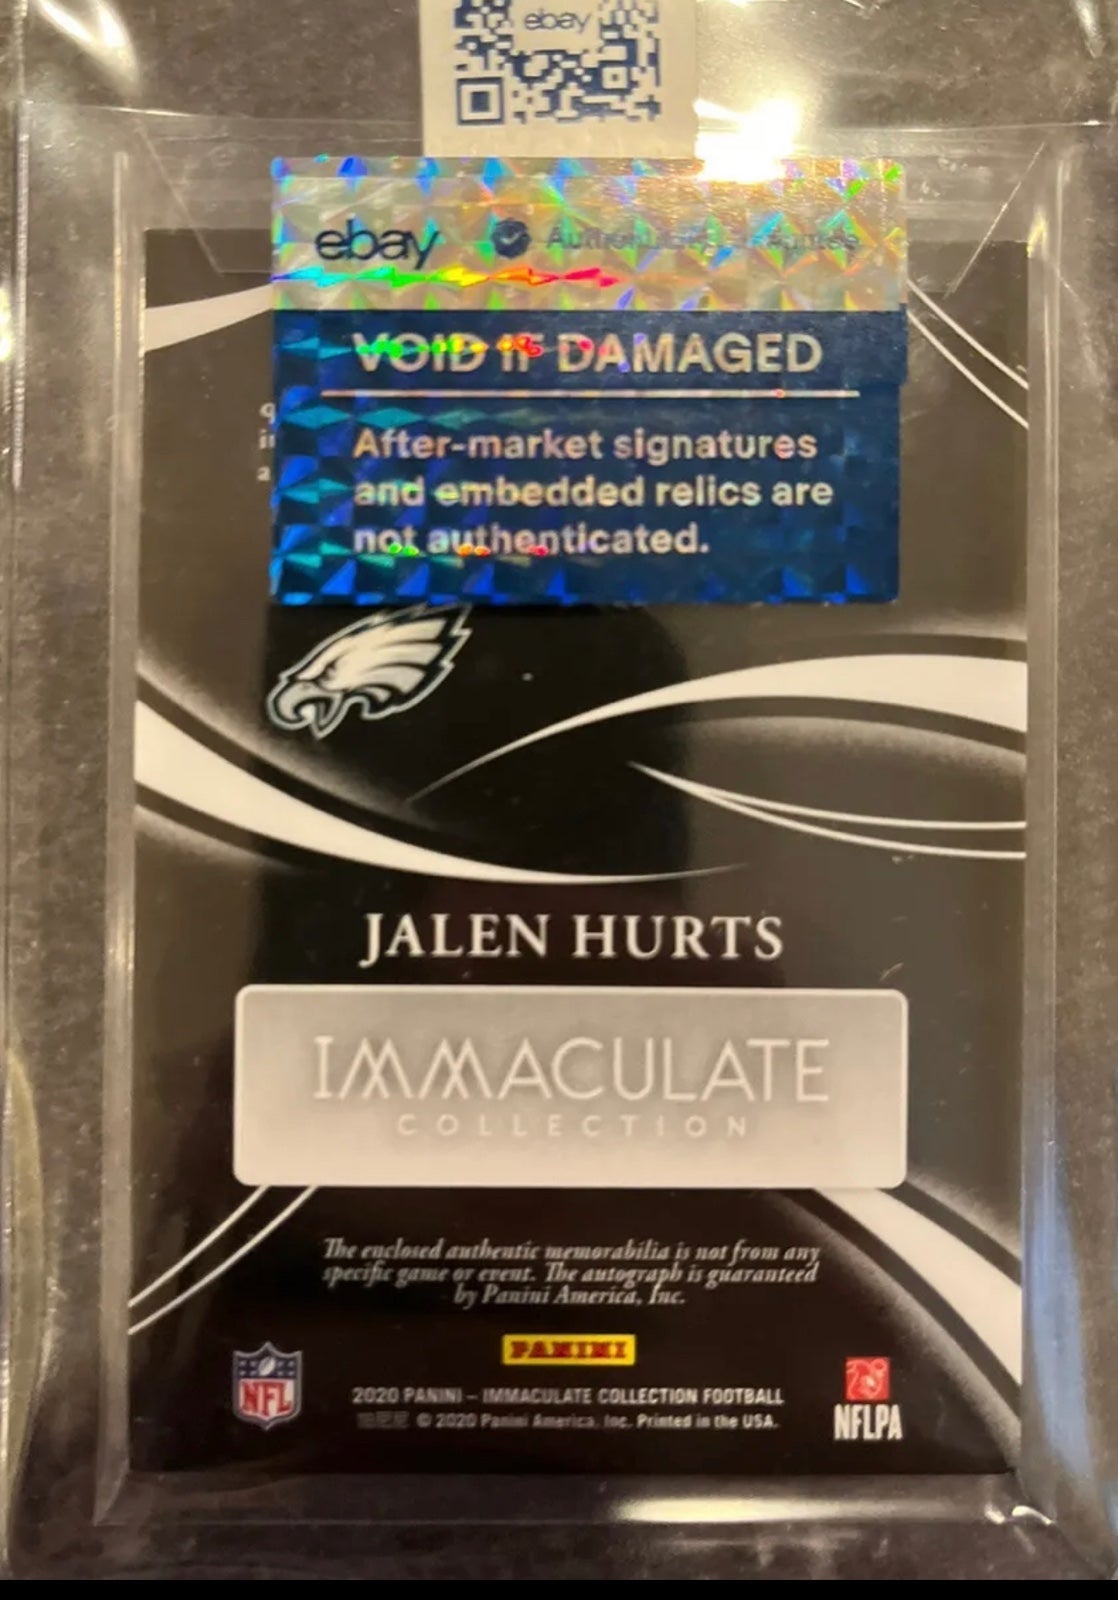 ebay
ebay
VOID IF DAMAGED
After-market signatures
and embedded relics are
not authenticated.
JALEN HURTS
IMMACULATE
COLLECTION
The enclosed authentic memorabilia is not from any
specific game or event. The autograph is guaranteed
by Panini America, Inc.
PANINI
NFL
2020 PANINI – IMMACULATE COLLECTION FOOTBALL
© 2020 Panini America, Inc. Printed in the USA.
NFLPA